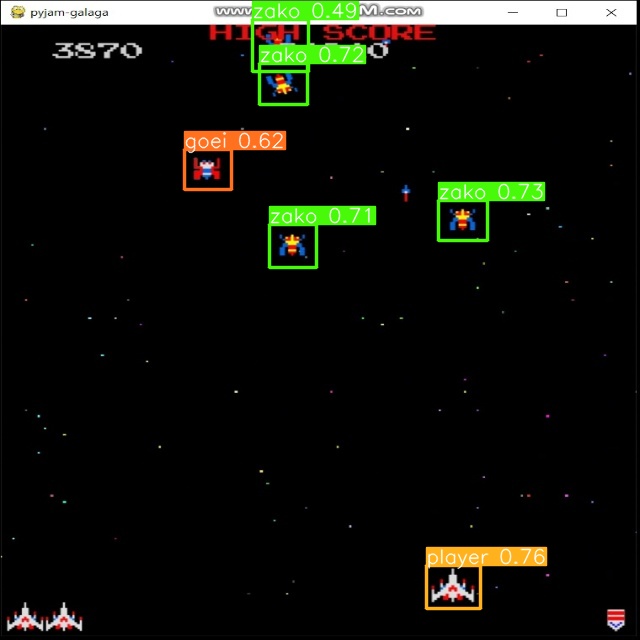 pyjam-galaga
zako 0.49
HIGH SCORE
3870
zako 0.72
goei 0.62
zako 0.73
zako 0.71
player 0.76